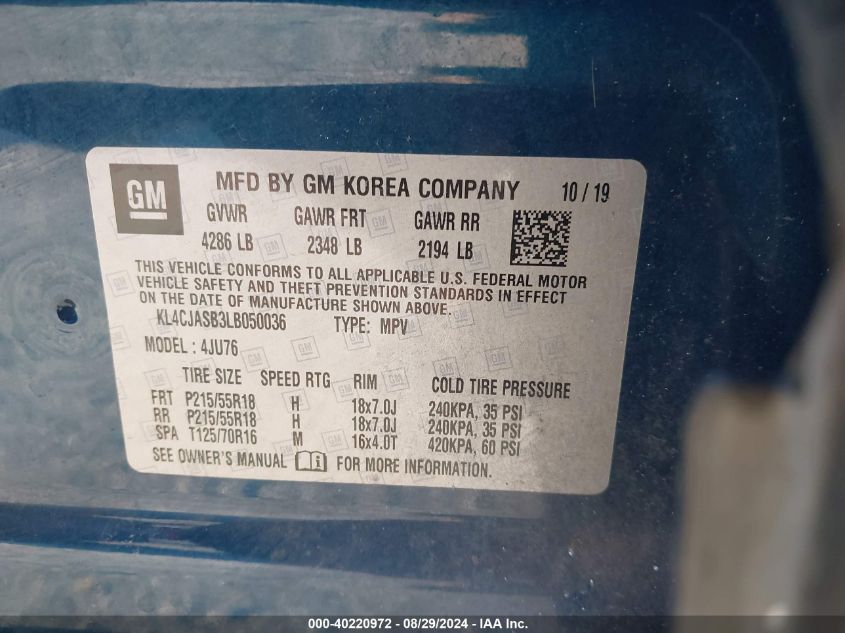 GM MFD BY GM KOREA COMPANY 10 / 19
GVWR GAWR FRT GAWR RR
4286 LB 2348 LB 2194 LB
THIS VEHICLE CONFORMS TO ALL APPLICABLE U.S. FEDERAL MOTOR
VEHICLE SAFETY AND THEFT PREVENTION STANDARDS IN EFFECT
ON THE DATE OF MANUFACTURE SHOWN ABOVE.
KL4CJASB3LB050036 TYPE: MPV
MODEL : 4JU76
TIRE SIZE SPEED RTG RIM COLD TIRE PRESSURE
FRT P215/55R18 H 18x7.0J 240KPA, 35 PSI
RR P215/55R18 H 18x7.0J 240KPA, 35 PSI
SPA T125/70R16 M 16x4.0T 420KPA, 60 PSI
SEE OWNER'S MANUAL i FOR MORE INFORMATION.
000-40220972 - 08/29/2024 - IAA Inc.